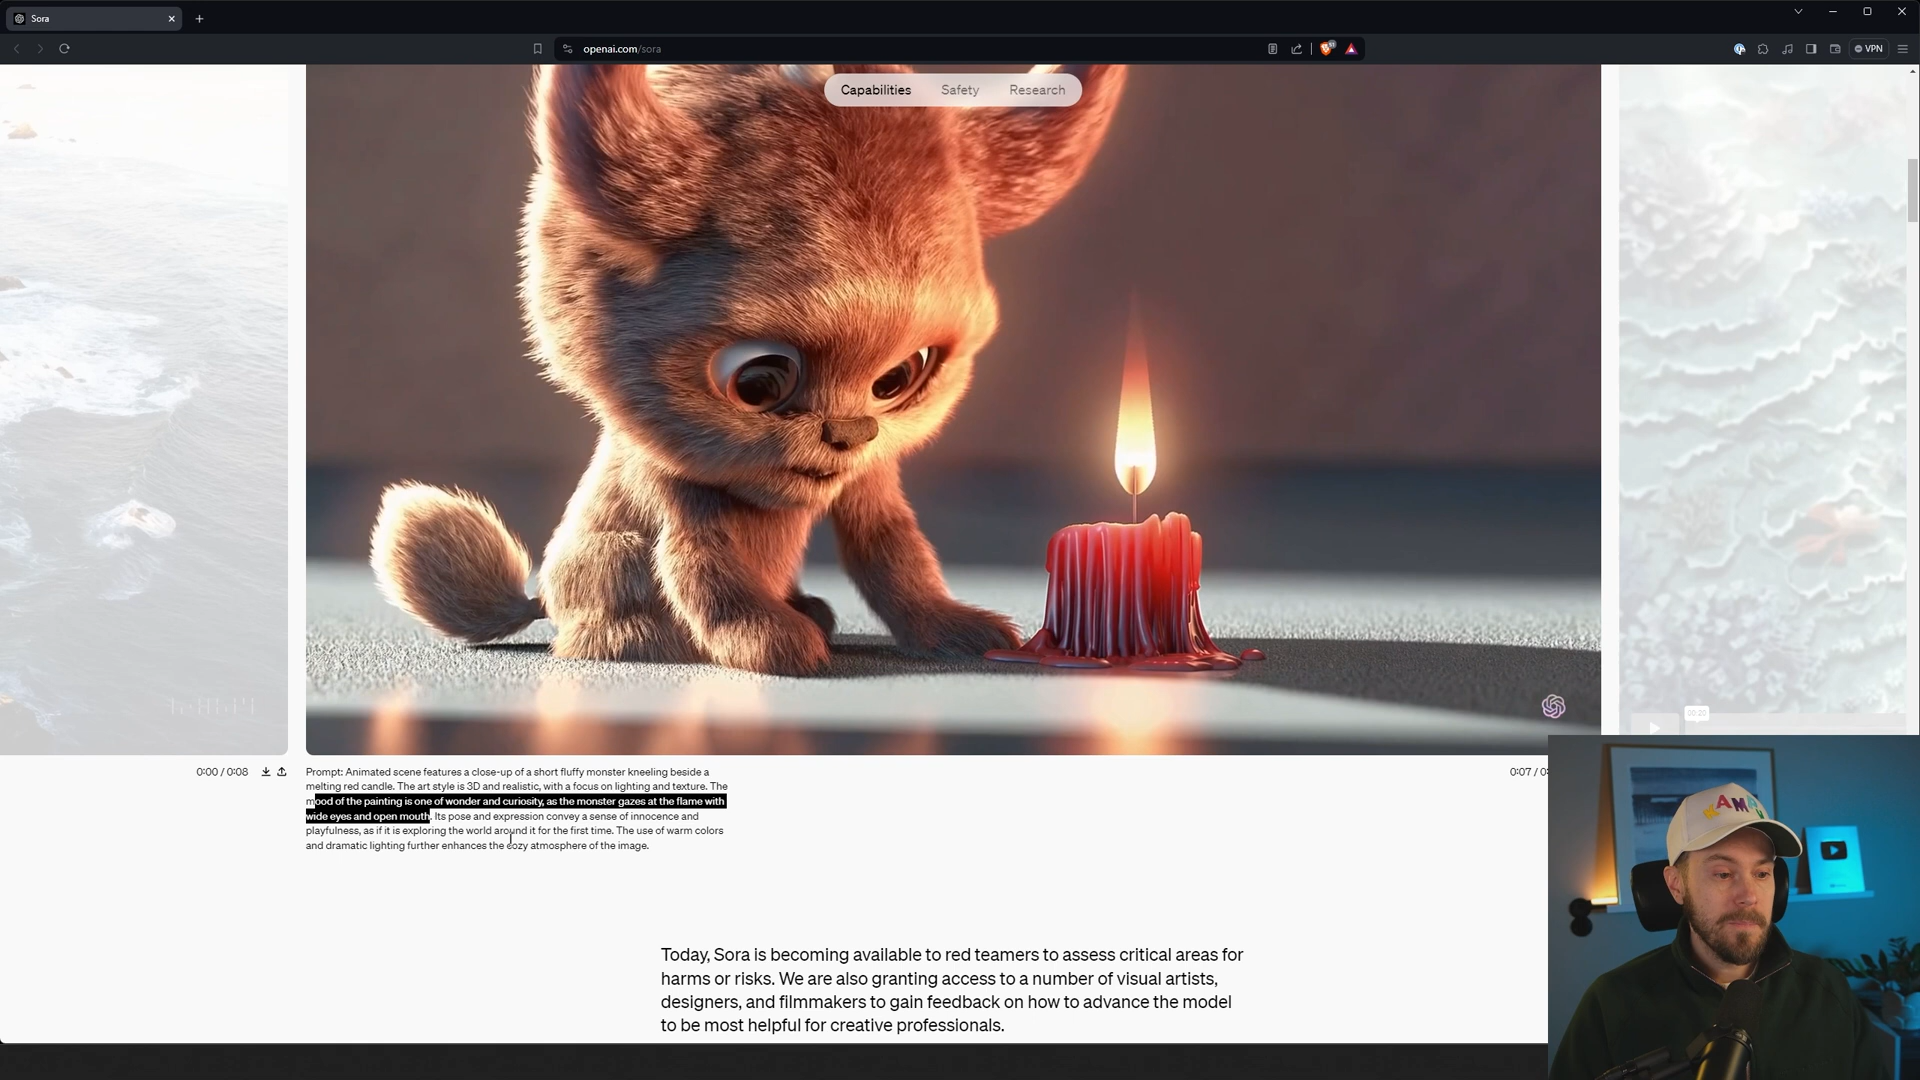 Sora
openai.com/sora
VPN
Capabilities Safety Research
00:20
0:00 / 0:08
0:07 / 0:
Prompt: Animated scene features a close-up of a short fluffy monster kneeling beside a
melting red candle. The art style is 3D and realistic, with a focus on lighting and texture. The
mood of the painting is one of wonder and curiosity, as the monster gazes at the flame with
wide eyes and open mouth. Its pose and expression convey a sense of innocence and
playfulness, as if it is exploring the world around it for the first time. The use of warm colors
and dramatic lighting further enhances the cozy atmosphere of the image.
Today, Sora is becoming available to red teamers to assess critical areas for
harms or risks. We are also granting access to a number of visual artists,
designers, and filmmakers to gain feedback on how to advance the model
to be most helpful for creative professionals.